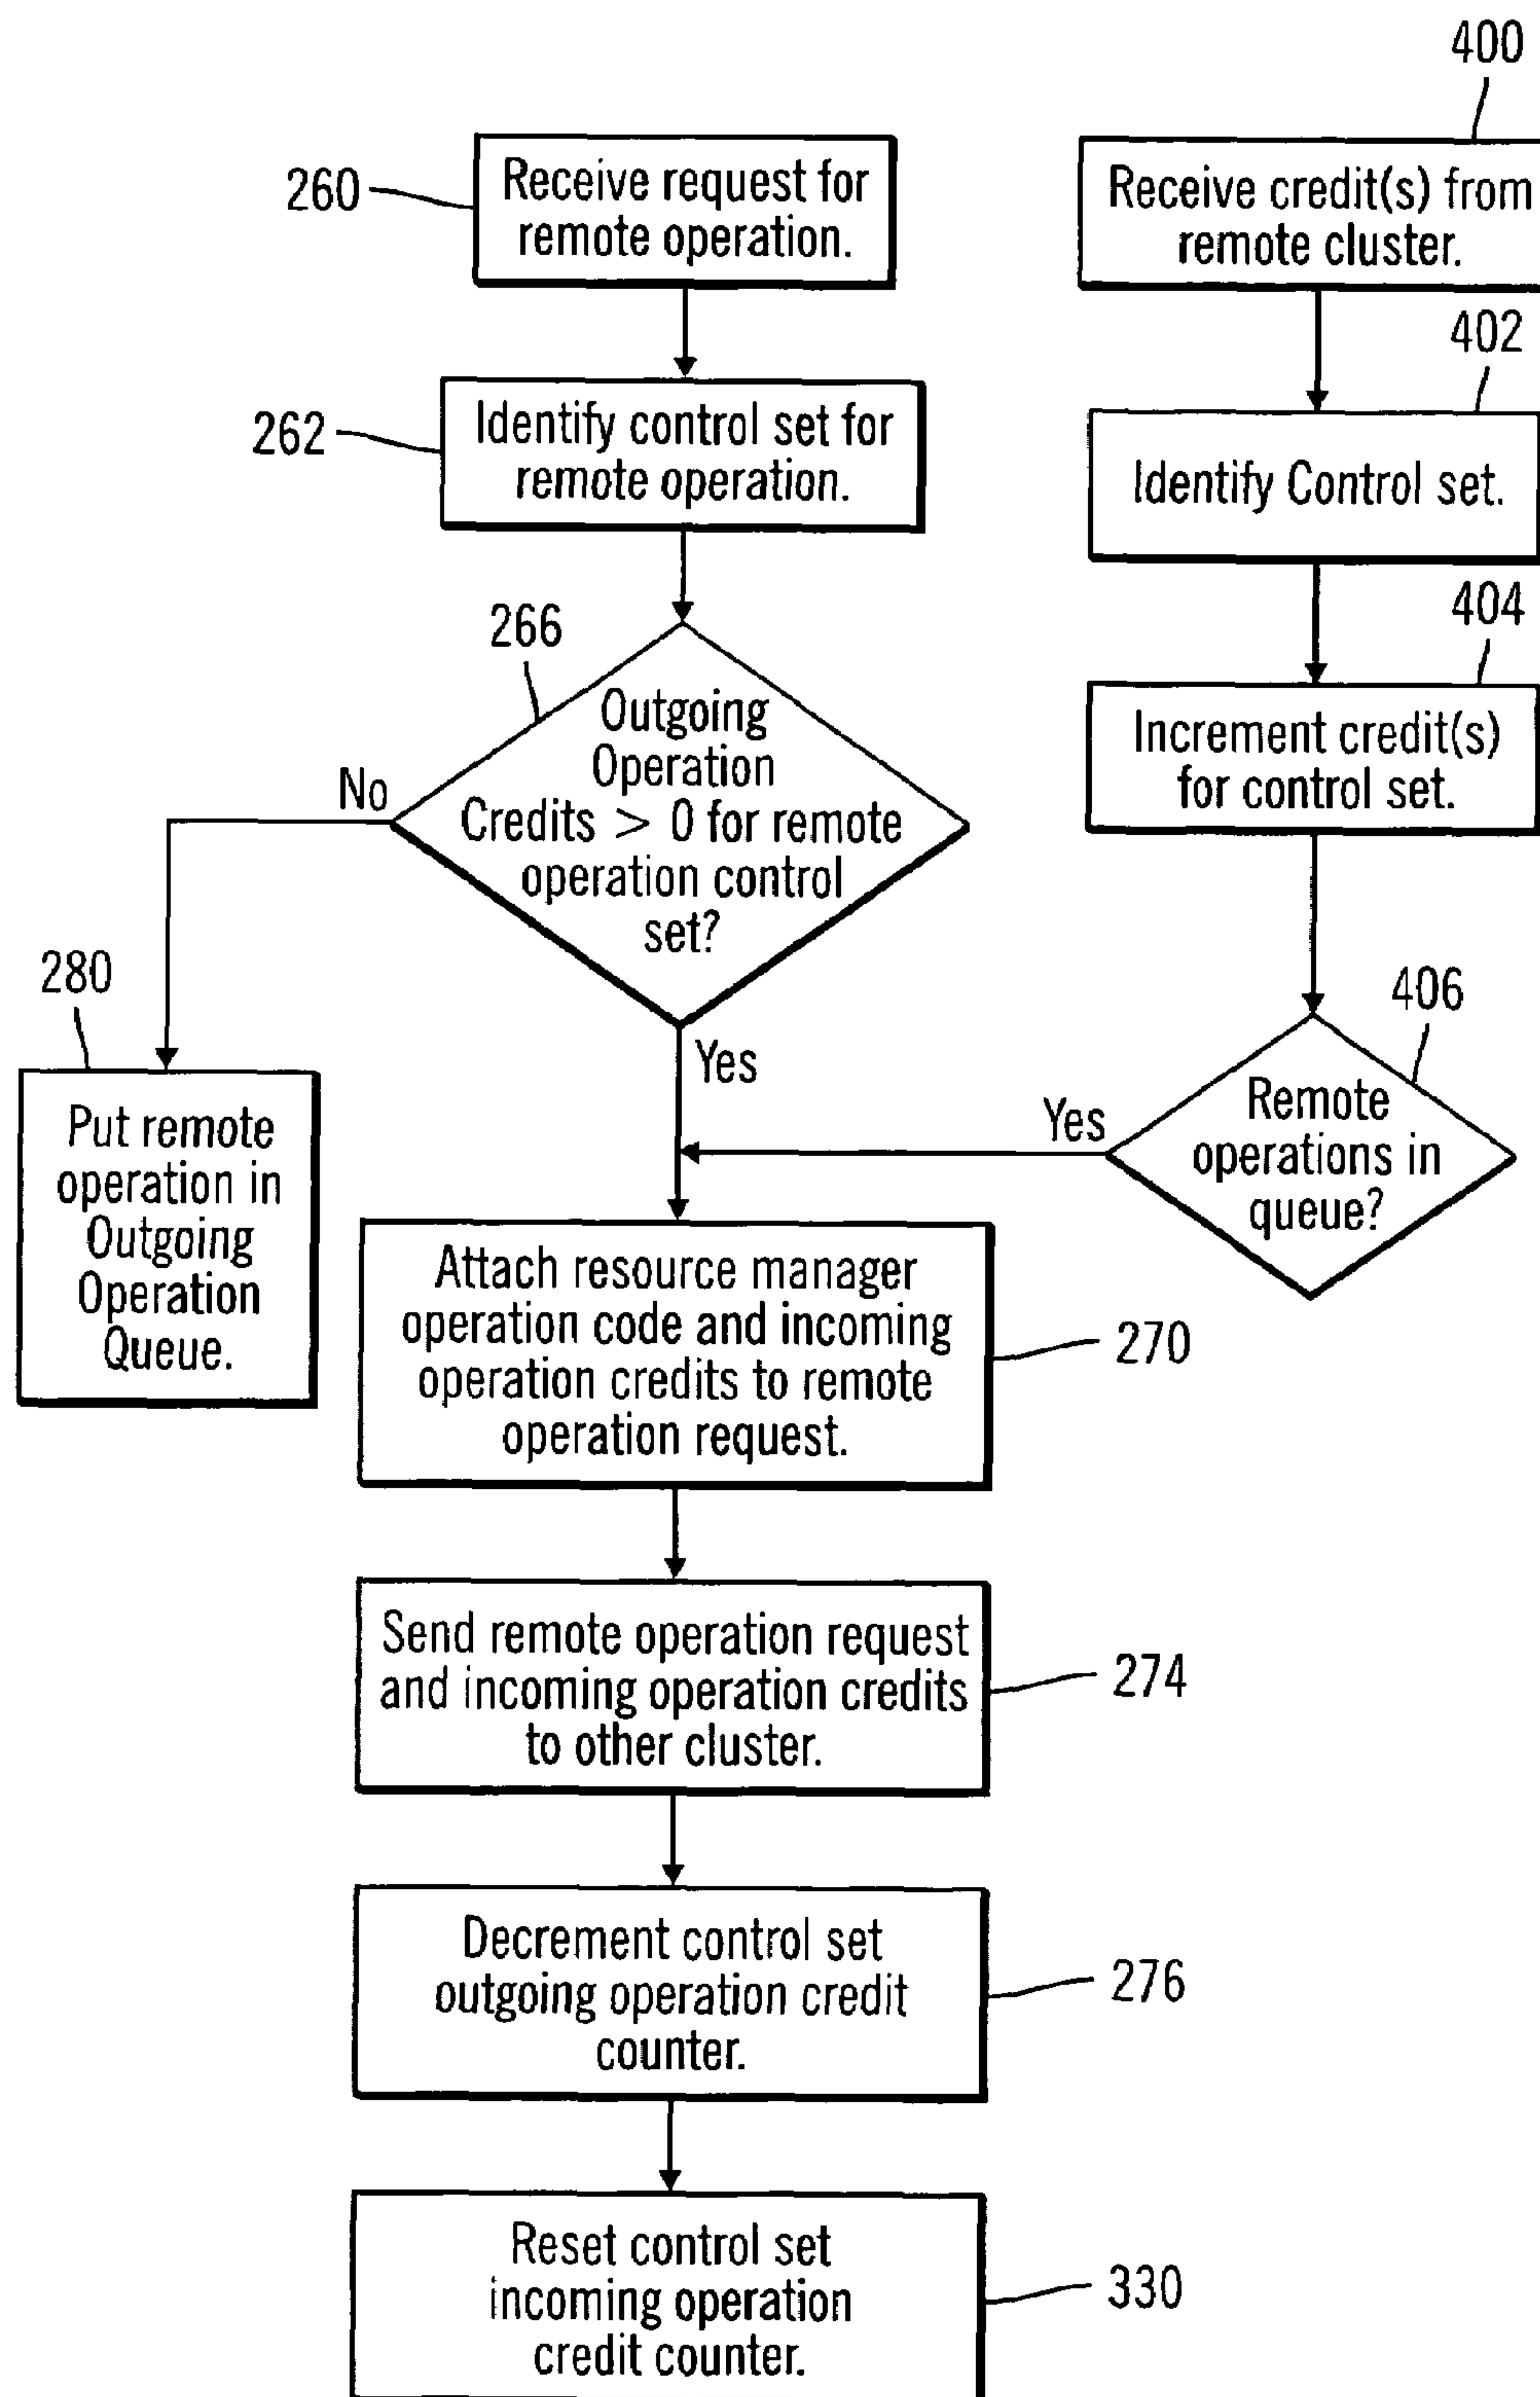 400
260
Receive request for
remote operation.
Receive credit(s) from
remote cluster.
402
262
Identify control set for
remote operation.
Identify Control set.
404
266
Outgoing
Operation
Credits > 0 for remote
operation control
set?
No
Yes
Increment credit(s)
for control set.
406
Remote
operations in
queue?
Yes
280
Put remote
operation in
Outgoing
Operation
Queue.
Attach resource manager
operation code and incoming
operation credits to remote
operation request.
270
Send remote operation request
and incoming operation credits
to other cluster.
274
Decrement control set
outgoing operation credit
counter.
276
Reset control set
incoming operation
credit counter.
330